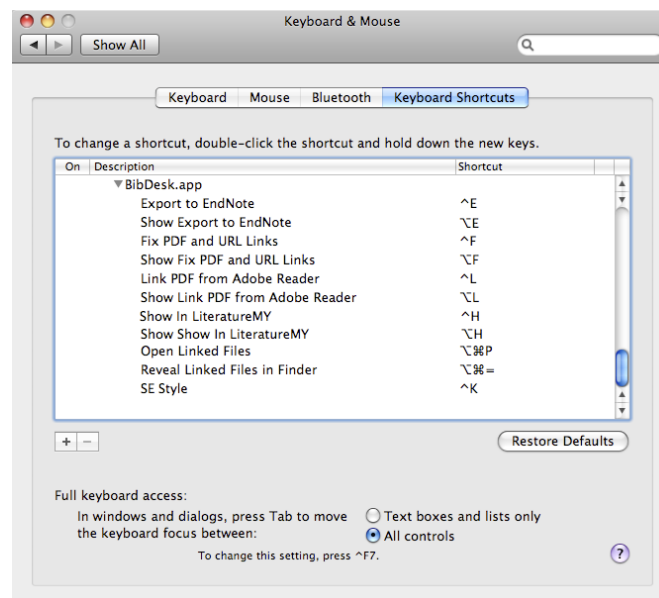 Keyboard & Mouse
Show All
Keyboard Mouse Bluetooth Keyboard Shortcuts
To change a shortcut, double-click the shortcut and hold down the new keys.
On Description Shortcut
▼BibDesk.app
Export to EndNote ^E
Show Export to EndNote ⌥E
Fix PDF and URL Links ^F
Show Fix PDF and URL Links ⌥F
Link PDF from Adobe Reader ^L
Show Link PDF from Adobe Reader ⌥L
Show In LiteratureMY ^H
Show Show In LiteratureMY ⌥H
Open Linked Files ⌥⌘P
Reveal Linked Files in Finder ⌥⌘=
SE Style ^K
+ −
Restore Defaults
Full keyboard access:
In windows and dialogs, press Tab to move Text boxes and lists only
the keyboard focus between: All controls
To change this setting, press ^F7. ?